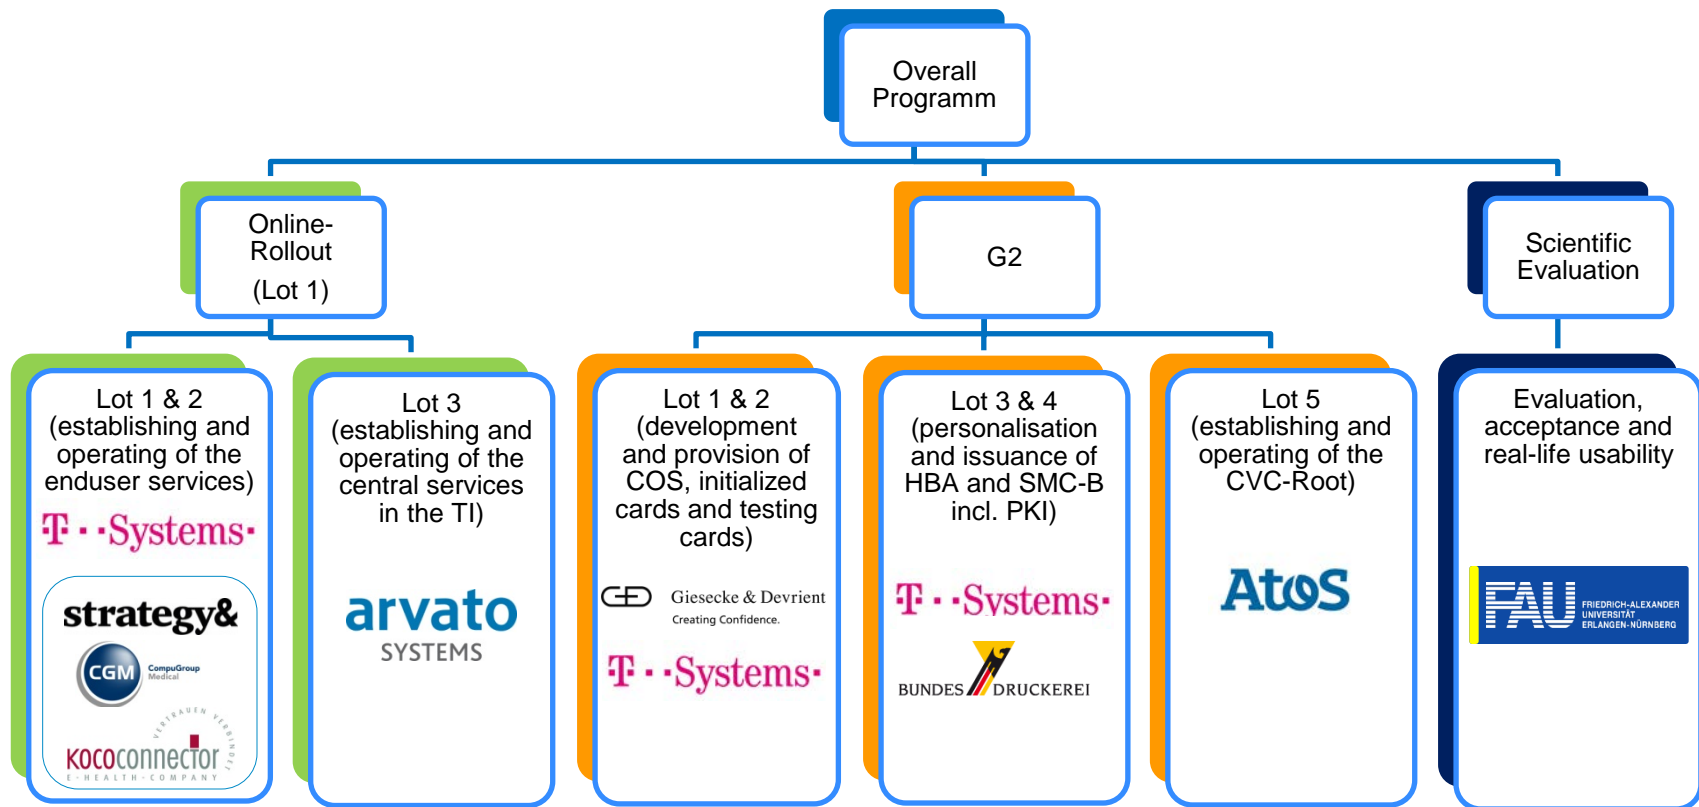 Overall
Programm
Online-
Rollout
(Lot 1)
G2
Scientific
Evaluation
Lot 1 & 2
(establishing and
operating of the
enduser services)
T··Systems·
strategy&
CGM
CompuGroup
Medical
VERTRAUEN VERBINDET
KOCOCONNECTOR
E-HEALTH-COMPANY
Lot 3
(establishing and
operating of the
central services
in the TI)
arvato
SYSTEMS
Lot 1 & 2
(development
and provision of
COS, initialized
cards and testing
cards)
Giesecke & Devrient
Creating Confidence.
T··Systems·
Lot 3 & 4
(personalisation
and issuance of
HBA and SMC-B
incl. PKI)
T··Systems·
BUNDESDRUCKEREI
Lot 5
(establishing and
operating of the
CVC-Root)
Atos
Evaluation,
acceptance and
real-life usability
FAU
FRIEDRICH-ALEXANDER
UNIVERSITÄT
ERLANGEN-NÜRNBERG